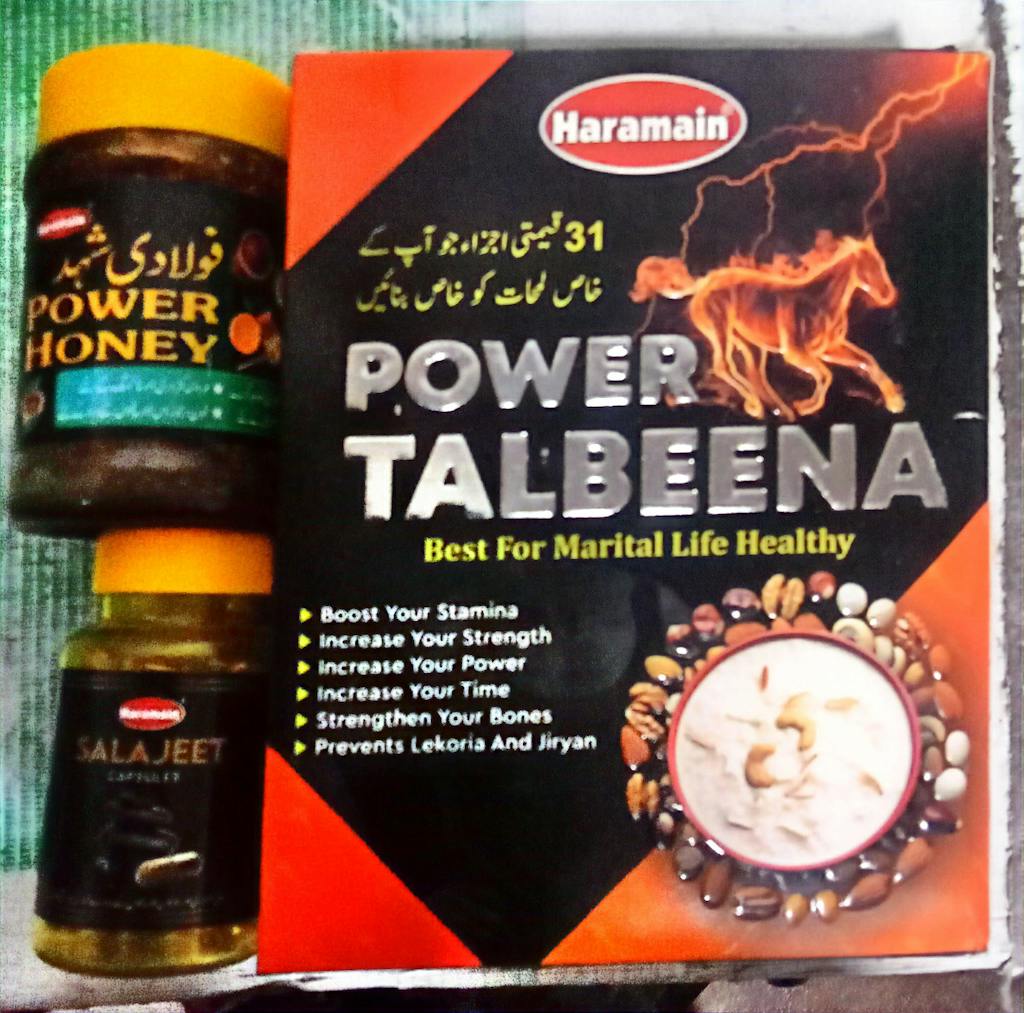 Haramain
31 قیمتی اجزاء جو آپ کے
خاص لمحات کو خاص بنائیں
POWER
TALBEENA
Best For Marital Life Healthy
Boost Your Stamina
Increase Your Strength
Increase Your Power
Increase Your Time
Strengthen Your Bones
Prevents Lekoria And Jiryan
فولادی شہد
POWER
HONEY
Haramain
SALAJEET
CAPSULES